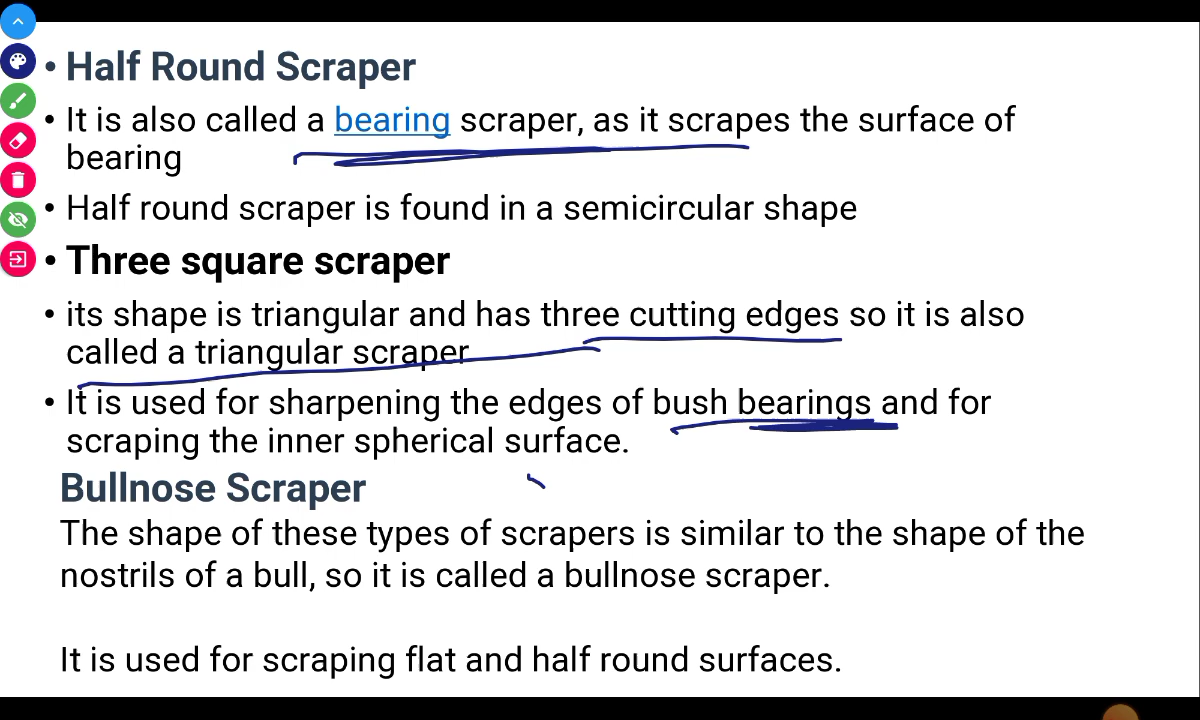 • Half Round Scraper
• It is also called a bearing scraper, as it scrapes the surface of
bearing
• Half round scraper is found in a semicircular shape
• Three square scraper
• its shape is triangular and has three cutting edges so it is also
called a triangular scraper
• It is used for sharpening the edges of bush bearings and for
scraping the inner spherical surface.
Bullnose Scraper
The shape of these types of scrapers is similar to the shape of the
nostrils of a bull, so it is called a bullnose scraper.
It is used for scraping flat and half round surfaces.